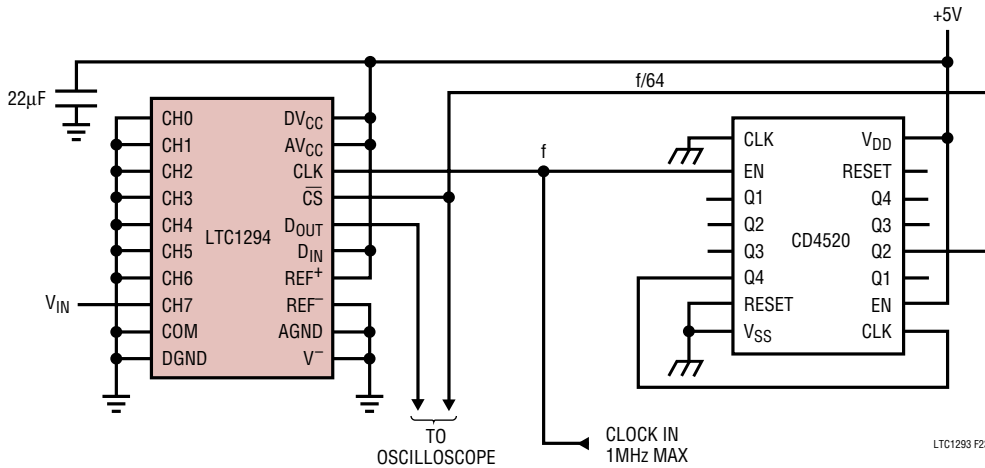 +5V
22µF
f/64
CH0
CH1
CH2
CH3
CH4
CH5
CH6
CH7
COM
DGND
LTC1294
DVCC
AVCC
CLK
CS
DOUT
DIN
REF+
REF–
AGND
V–
VIN
f
CLK
EN
Q1
Q2
Q3
Q4
RESET
VSS
CD4520
VDD
RESET
Q4
Q3
Q2
Q1
EN
CLK
TO
OSCILLOSCOPE
CLOCK IN
1MHz MAX